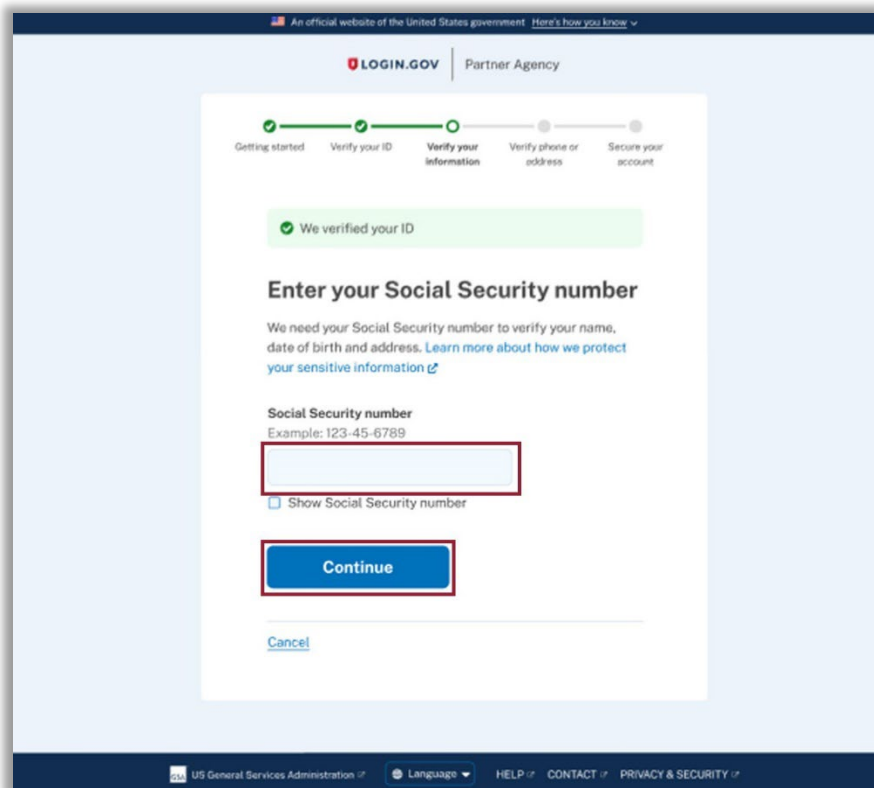 An official website of the United States government Here's how you know
LOGIN.GOV Partner Agency
Getting started Verify your ID Verify your information Verify phone or address Secure your account
We verified your ID
Enter your Social Security number
We need your Social Security number to verify your name,
date of birth and address. Learn more about how we protect
your sensitive information
Social Security number
Example: 123-45-6789
Show Social Security number
Continue
Cancel
GSA US General Services Administration Language HELP CONTACT PRIVACY & SECURITY